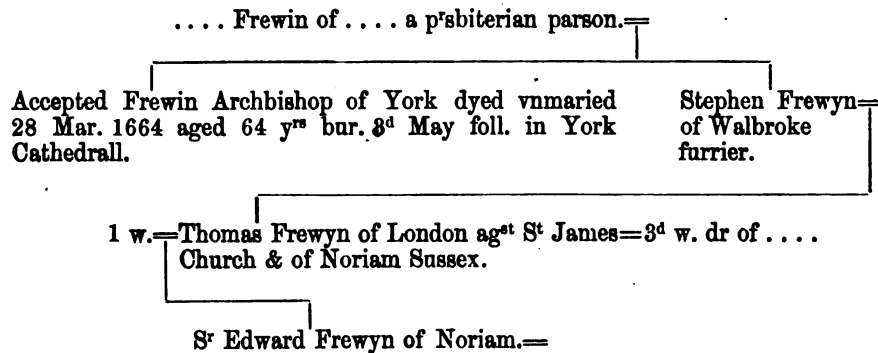 .... Frewin of .... a pʳsbiterian parson.=
Accepted Frewin Archbishop of York dyed vnmaried
28 Mar. 1664 aged 64 yʳˢ bur. 3ᵈ May foll. in York
Cathedrall.
Stephen Frewyn=
of Walbroke
furrier.
1 w.=Thomas Frewyn of London agˢᵗ Sᵗ James=3ᵈ w. dr of ....
Church & of Noriam Sussex.
Sʳ Edward Frewyn of Noriam.=